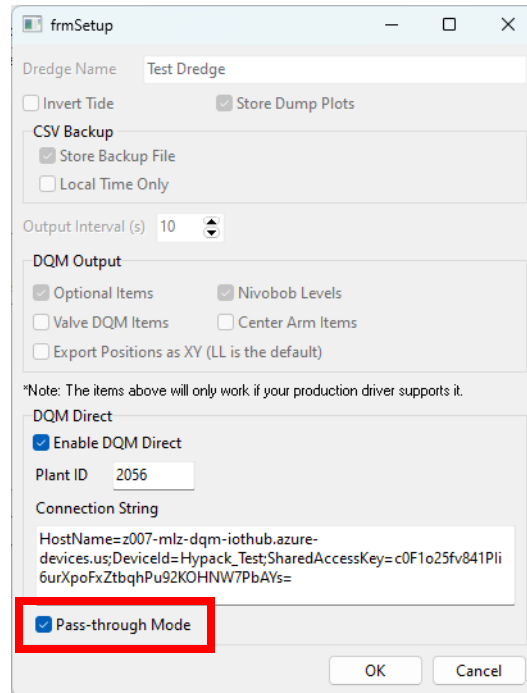 frmSetup
Dredge Name Test Dredge
Invert Tide Store Dump Plots
CSV Backup
Store Backup File
Local Time Only
Output Interval (s) 10
DQM Output
Optional Items Nivobob Levels
Valve DQM Items Center Arm Items
Export Positions as XY (LL is the default)
*Note: The items above will only work if your production driver supports it.
DQM Direct
Enable DQM Direct
Plant ID 2056
Connection String
HostName=z007-mlz-dqm-iothub.azure-
devices.us;DeviceId=Hypack_Test;SharedAccessKey=c0F1o25fv841PIi
6urXpoFxZtbqhPu92KOHNW7PbAYs=
Pass-through Mode
OK Cancel